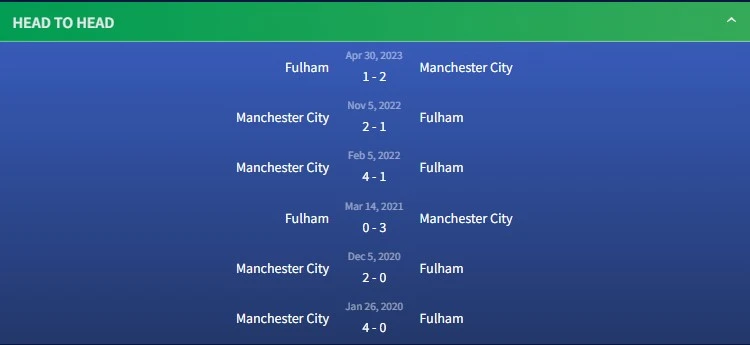 HEAD TO HEAD
Apr 30, 2023
Fulham 1 - 2 Manchester City
Nov 5, 2022
Manchester City 2 - 1 Fulham
Feb 5, 2022
Manchester City 4 - 1 Fulham
Mar 14, 2021
Fulham 0 - 3 Manchester City
Dec 5, 2020
Manchester City 2 - 0 Fulham
Jan 26, 2020
Manchester City 4 - 0 Fulham